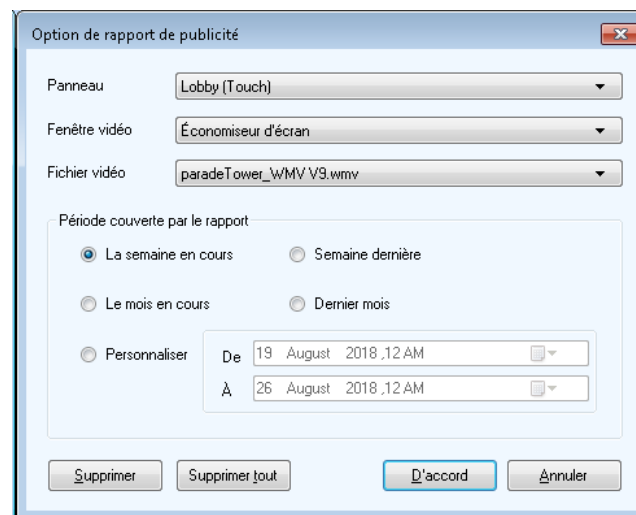 Option de rapport de publicité
Panneau Lobby (Touch)
Fenêtre vidéo Économiseur d'écran
Fichier vidéo paradeTower_WMV V9.wmv
Période couverte par le rapport
La semaine en cours Semaine dernière
Le mois en cours Dernier mois
Personnaliser De 19 August 2018 ,12 AM
À 26 August 2018 ,12 AM
Supprimer Supprimer tout D'accord Annuler